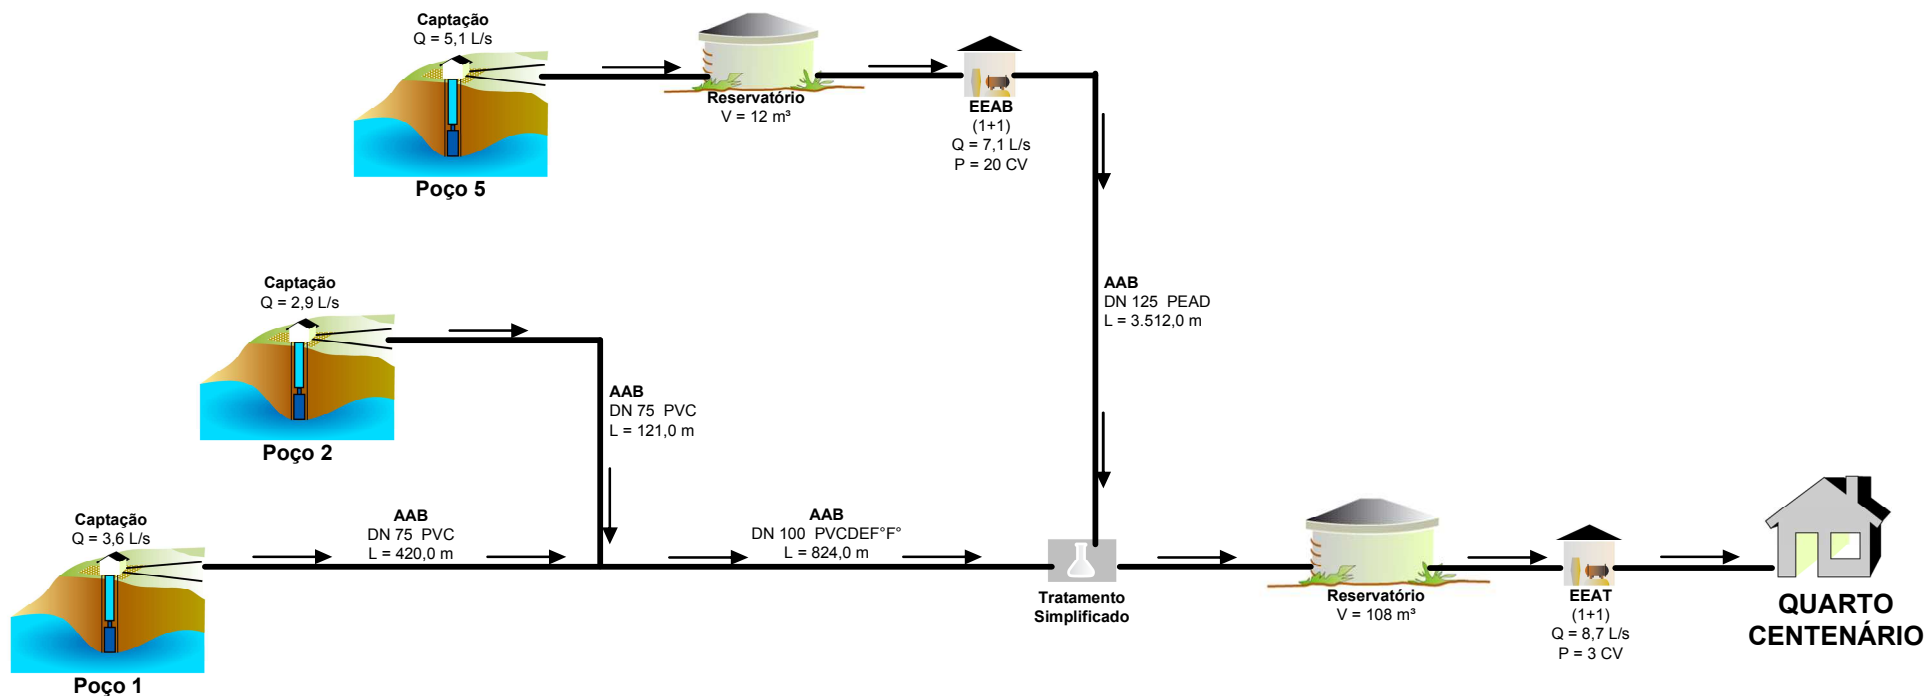 Captação
Q = 5,1 L/s
Poço 5
Reservatório
V = 12 m³
EEAB
(1+1)
Q = 7,1 L/s
P = 20 CV
AAB
DN 125 PEAD
L = 3.512,0 m
Captação
Q = 2,9 L/s
Poço 2
AAB
DN 75 PVC
L = 121,0 m
Captação
Q = 3,6 L/s
Poço 1
AAB
DN 75 PVC
L = 420,0 m
AAB
DN 100 PVCDEF°F°
L = 824,0 m
Tratamento
Simplificado
Reservatório
V = 108 m³
EEAT
(1+1)
Q = 8,7 L/s
P = 3 CV
QUARTO
CENTENÁRIO